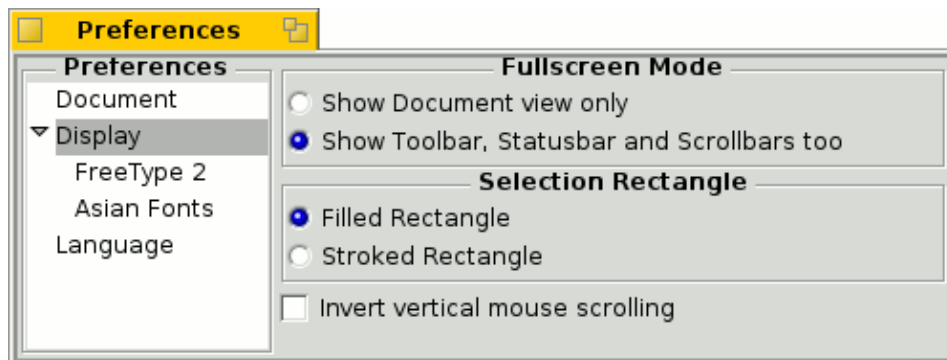 Preferences
Preferences
Document
Display
FreeType 2
Asian Fonts
Language
Fullscreen Mode
Show Document view only
Show Toolbar, Statusbar and Scrollbars too
Selection Rectangle
Filled Rectangle
Stroked Rectangle
Invert vertical mouse scrolling